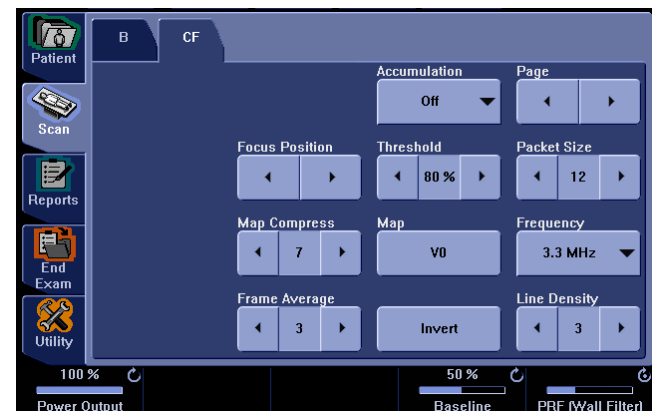 Patient
Scan
Reports
End
Exam
Utility
B CF
Accumulation Page
Off
Focus Position Threshold Packet Size
80 % 12
Map Compress Map Frequency
7 V0 3.3 MHz
Frame Average Line Density
3 Invert 3
100 % 50 %
Power Output Baseline PRF (Wall Filter)